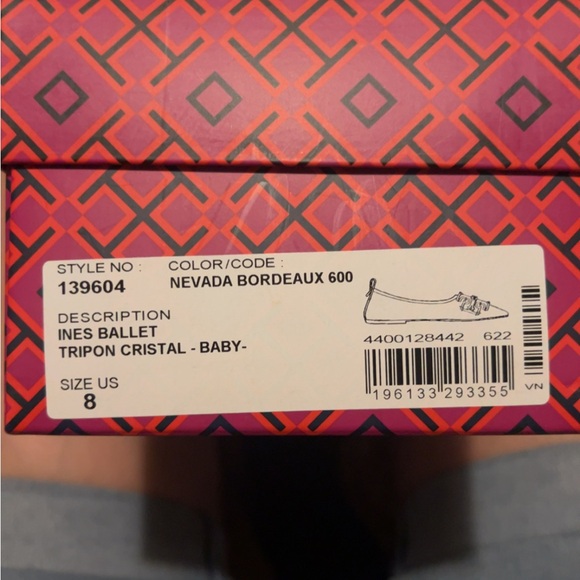 STYLE NO : COLOR/CODE :
139604 NEVADA BORDEAUX 600
DESCRIPTION
INES BALLET
TRIPON CRISTAL - BABY-
SIZE US
8
4400128442 622
196133 293355
VN